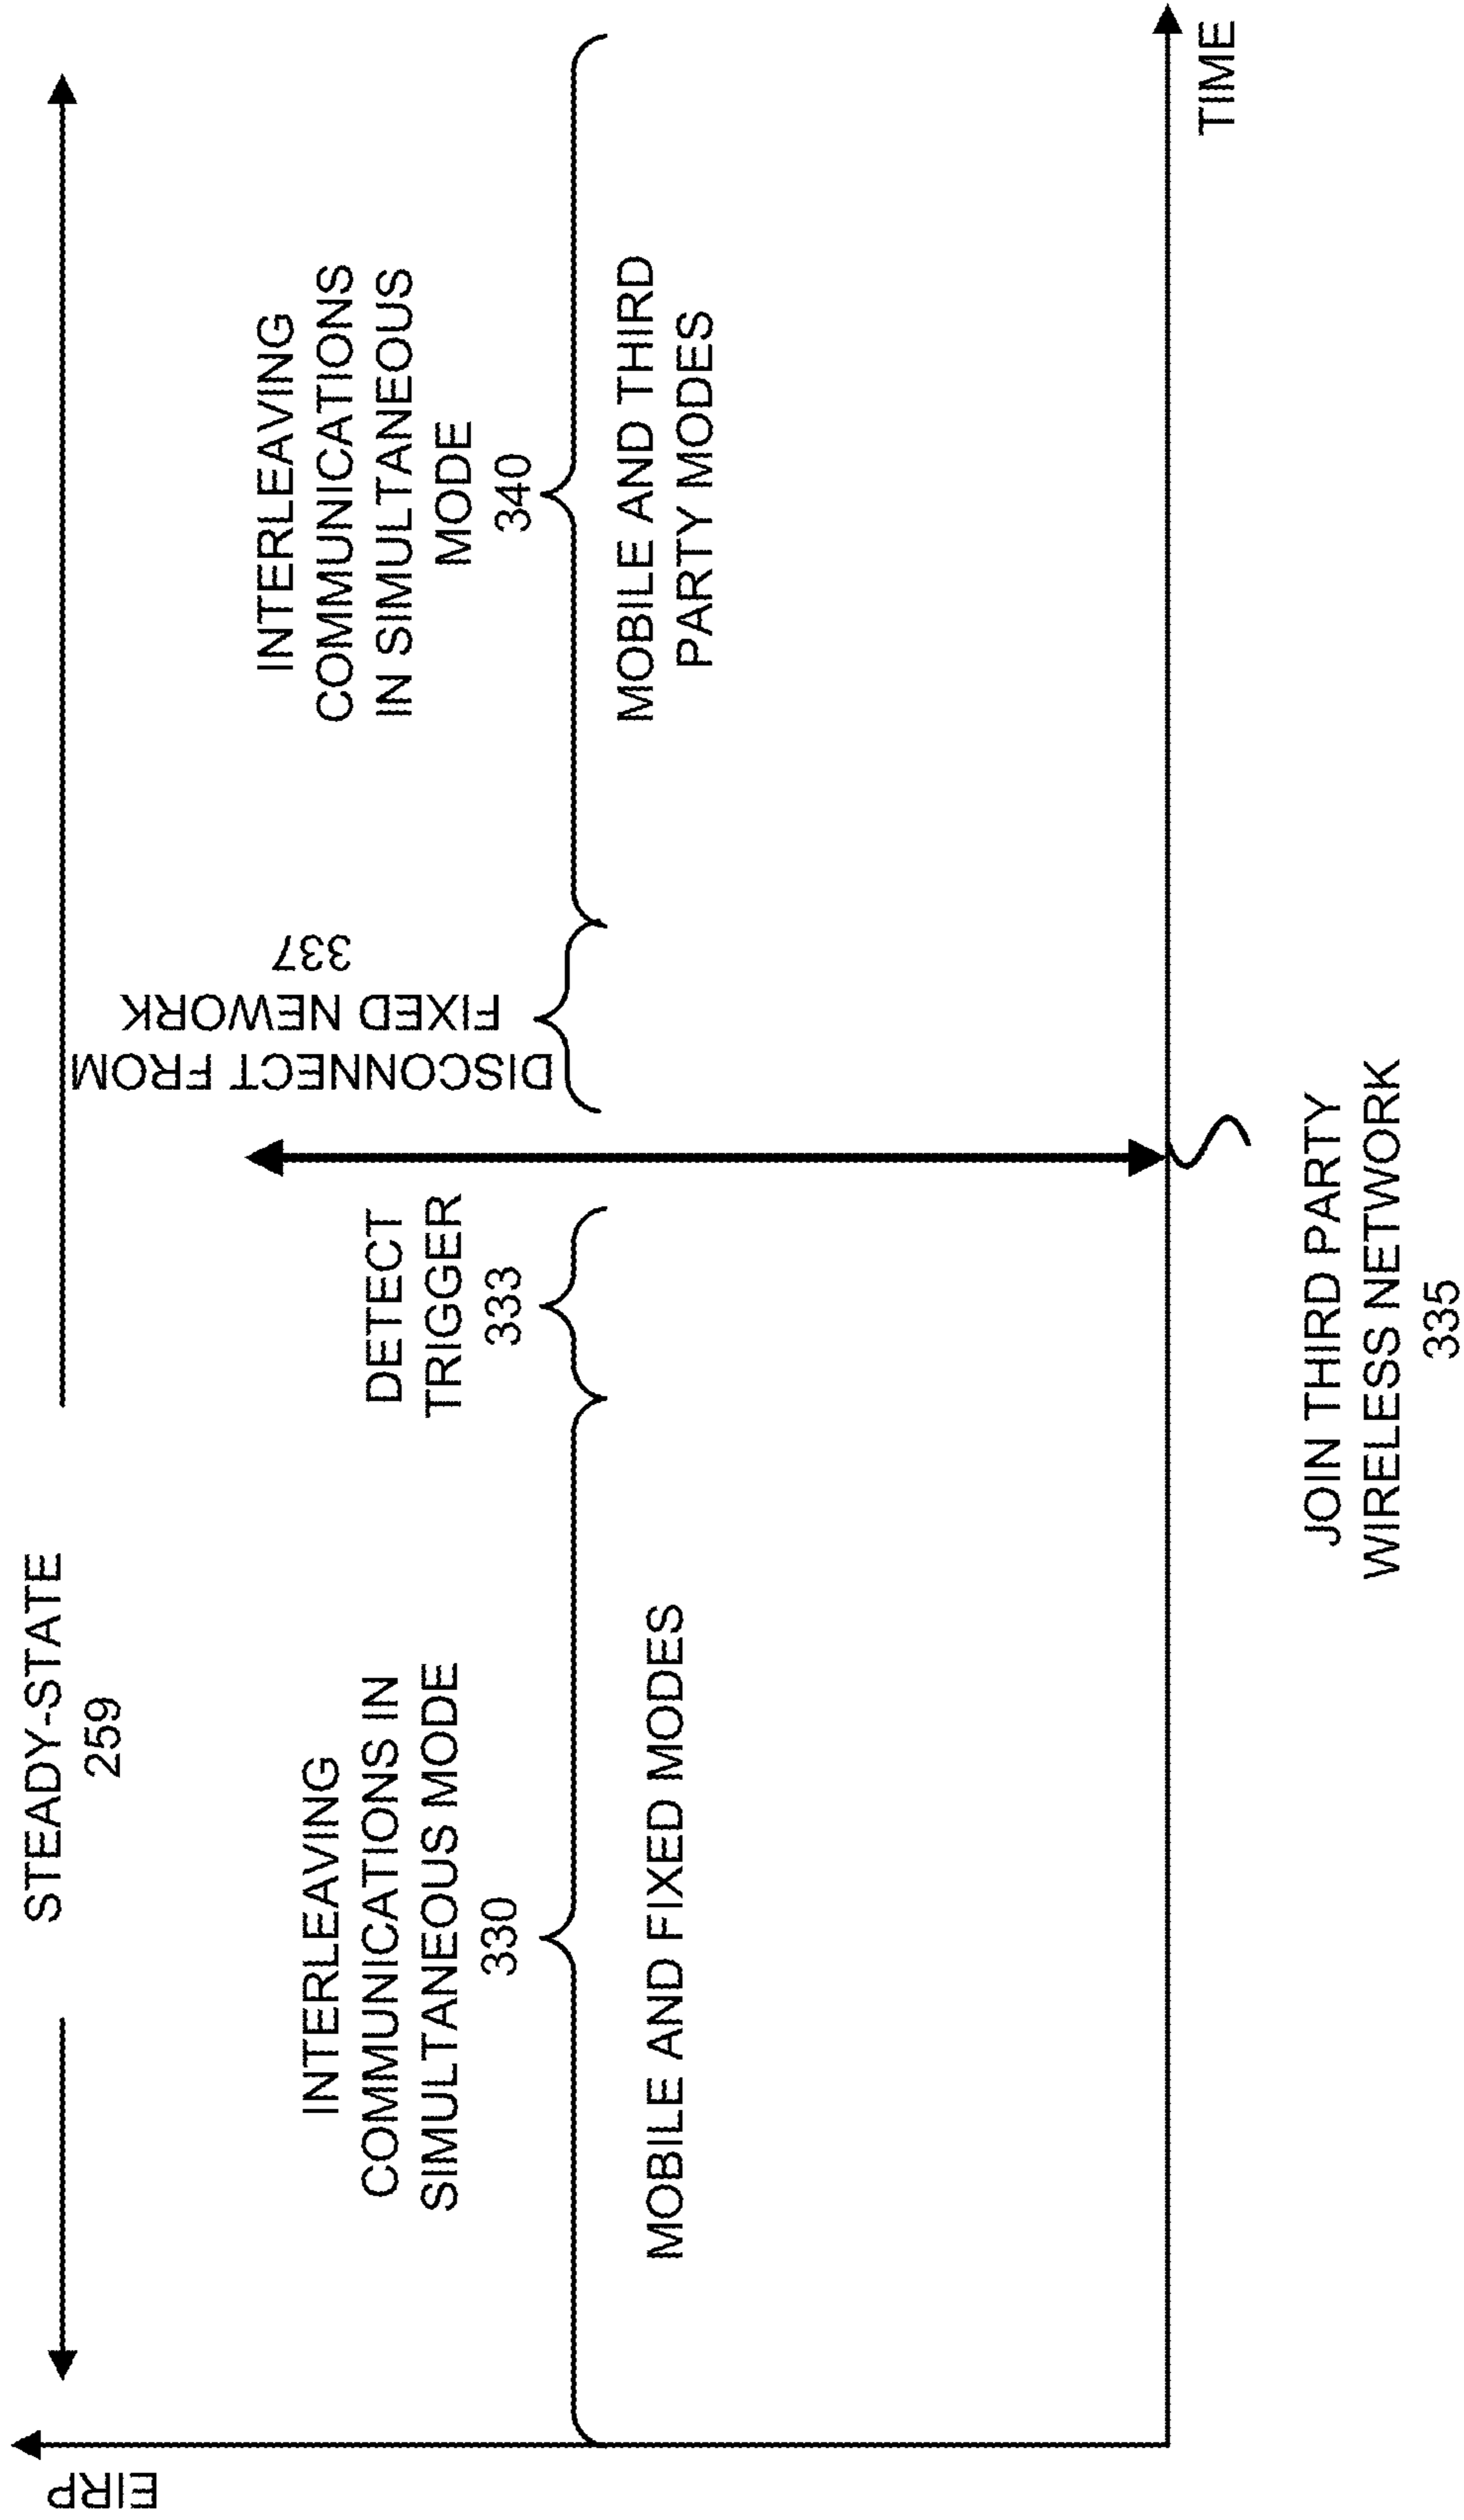 EIRP
STEADY-STATE
259
INTERLEAVING
COMMUNICATIONS IN
SIMULTANEOUS MODE
330
MOBILE AND FIXED MODES
DETECT
TRIGGER
333
DISCONNECT FROM
FIXED NEWORK
337
INTERLEAVING
COMMUNICATIONS
IN SIMULTANEOUS
MODE
340
MOBILE AND THIRD
PARTY MODES
TIME
JOIN THIRD PARTY
WIRELESS NETWORK
335